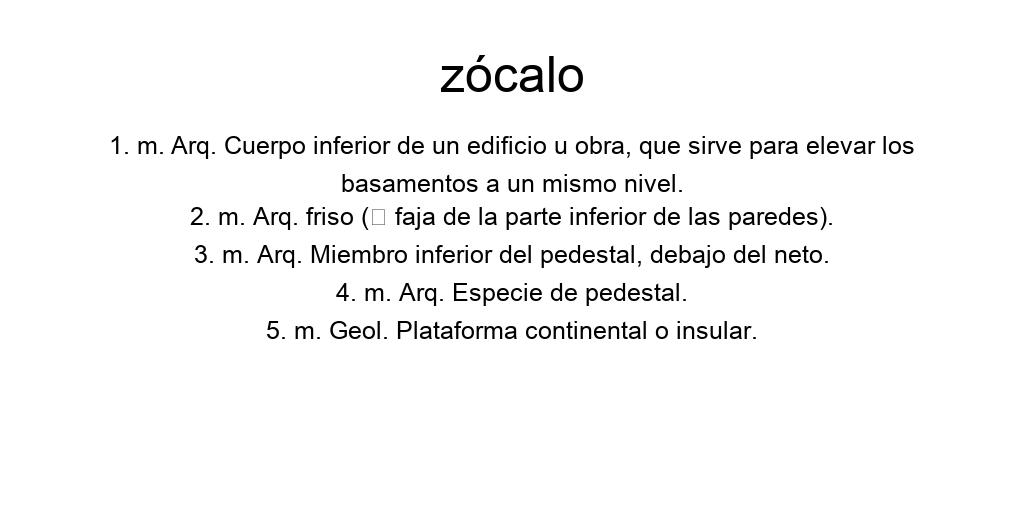 zócalo
1. m. Arq. Cuerpo inferior de un edificio u obra, que sirve para elevar los
basamentos a un mismo nivel.
2. m. Arq. friso (□ faja de la parte inferior de las paredes).
3. m. Arq. Miembro inferior del pedestal, debajo del neto.
4. m. Arq. Especie de pedestal.
5. m. Geol. Plataforma continental o insular.